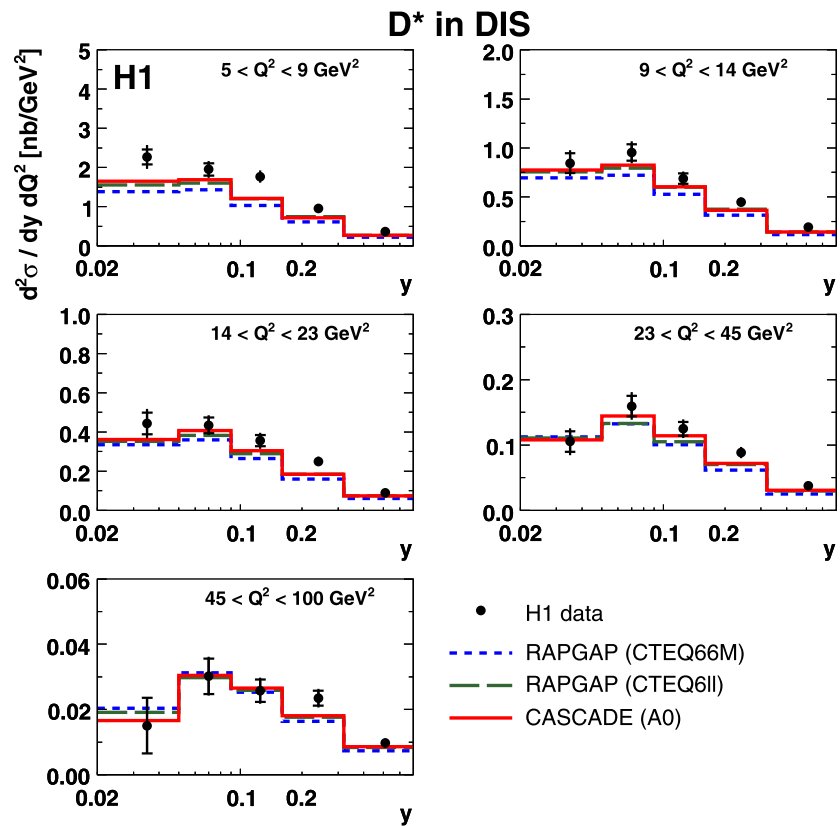 D* in DIS
d²σ / dy dQ² [nb/GeV²]
H1
5 < Q² < 9 GeV²
5
4
3
2
1
0
0.02
0.1
0.2
y
9 < Q² < 14 GeV²
2.0
1.5
1.0
0.5
0.0
0.02
0.1
0.2
y
14 < Q² < 23 GeV²
1.0
0.8
0.6
0.4
0.2
0.0
0.02
0.1
0.2
y
23 < Q² < 45 GeV²
0.3
0.2
0.1
0.0
0.02
0.1
0.2
y
45 < Q² < 100 GeV²
0.06
0.04
0.02
0.00
0.02
0.1
0.2
y
H1 data
RAPGAP (CTEQ66M)
RAPGAP (CTEQ6ll)
CASCADE (A0)